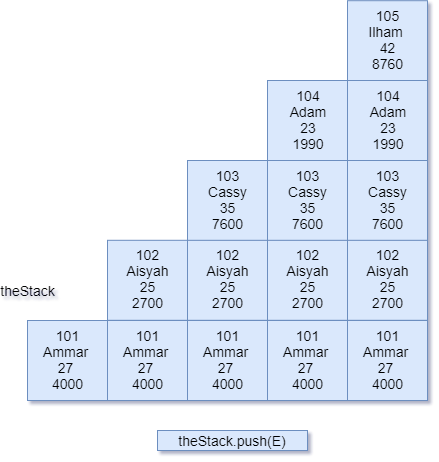 105
Ilham
42
8760
104
Adam
23
1990
104
Adam
23
1990
103
Cassy
35
7600
103
Cassy
35
7600
103
Cassy
35
7600
102
Aisyah
25
2700
102
Aisyah
25
2700
102
Aisyah
25
2700
102
Aisyah
25
2700
theStack
101
Ammar
27
4000
101
Ammar
27
4000
101
Ammar
27
4000
101
Ammar
27
4000
101
Ammar
27
4000
theStack.push(E)